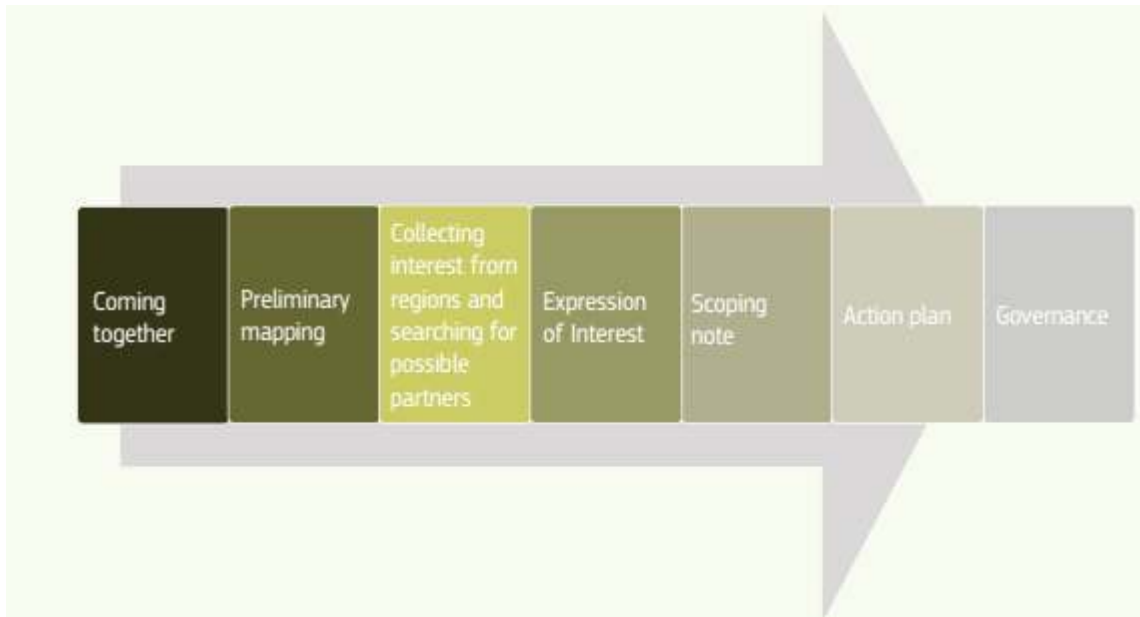 Coming
together
Preliminary
mapping
Collecting
interest from
regions and
searching for
possible
partners
Expression
of Interest
Scoping
note
Action plan
Governance